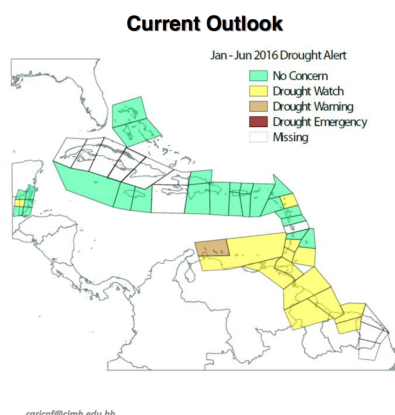 Current Outlook
Jan - Jun 2016 Drought Alert
No Concern
Drought Watch
Drought Warning
Drought Emergency
Missing
caricof@cimh.edu.bb